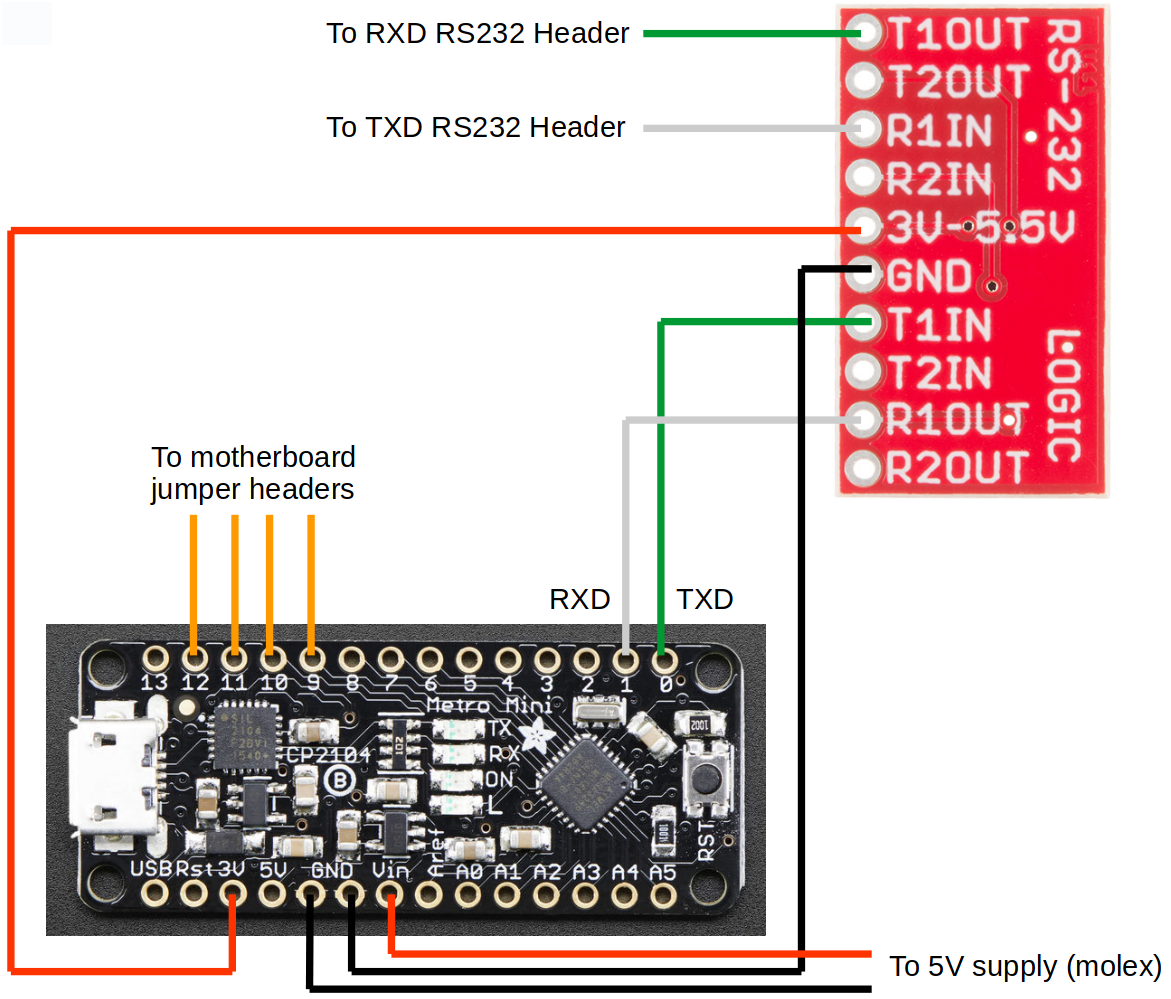 To RXD RS232 Header
To TXD RS232 Header
T1OUT
T2OUT
R1IN
R2IN
3V-5.5V
GND
T1IN
T2IN
R1OUT
R2OUT
RS-232
LOGIC
To motherboard
jumper headers
RXD TXD
13 12 11 10 9 8 7 6 5 4 3 2 1 0
Metro Mini
TX
RX
ON
L
CP2104
B
102
1002
1001
RST
USB Rst 3V 5V GND Vin Aref A0 A1 A2 A3 A4 A5
To 5V supply (molex)